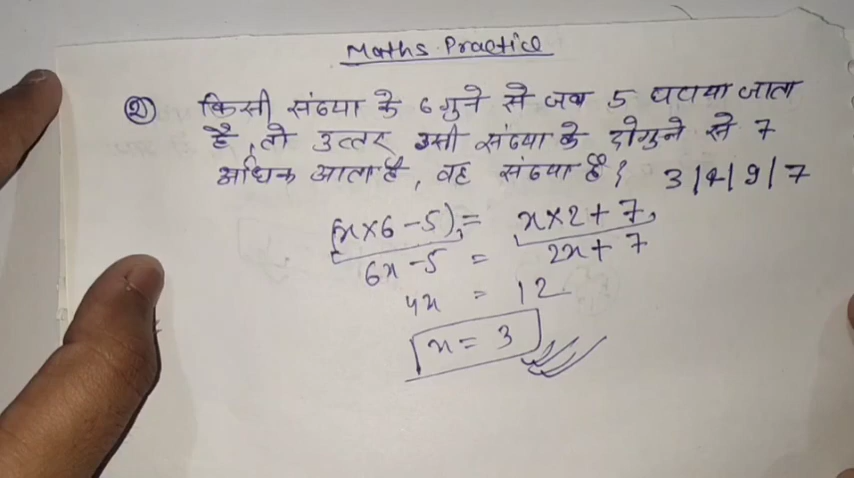 Maths Practice
② किसी संख्या के 6 गुने से जब 5 घटाया जाता
है, तो उत्तर उसी संख्या के दोगुने से 7
अधिक आता है, वह संख्या है? 3/4/9/7
(x×6-5) = x×2+7
6x-5 = 2x+7
4x = 12
x = 3